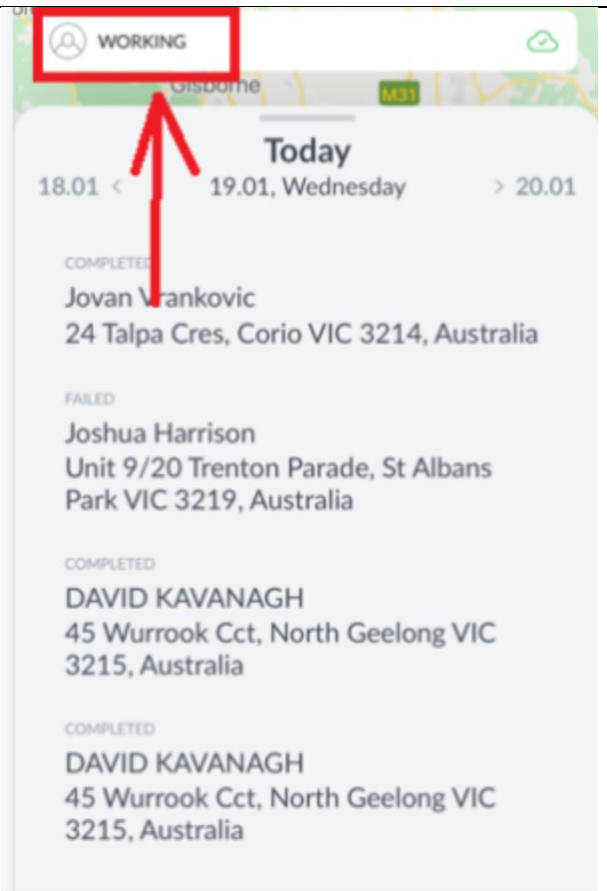 WORKING
Gisborne
M31
Today
18.01 < 19.01, Wednesday > 20.01
COMPLETED
Jovan Vrankovic
24 Talpa Cres, Corio VIC 3214, Australia
FAILED
Joshua Harrison
Unit 9/20 Trenton Parade, St Albans
Park VIC 3219, Australia
COMPLETED
DAVID KAVANAGH
45 Wurrook Cct, North Geelong VIC
3215, Australia
COMPLETED
DAVID KAVANAGH
45 Wurrook Cct, North Geelong VIC
3215, Australia